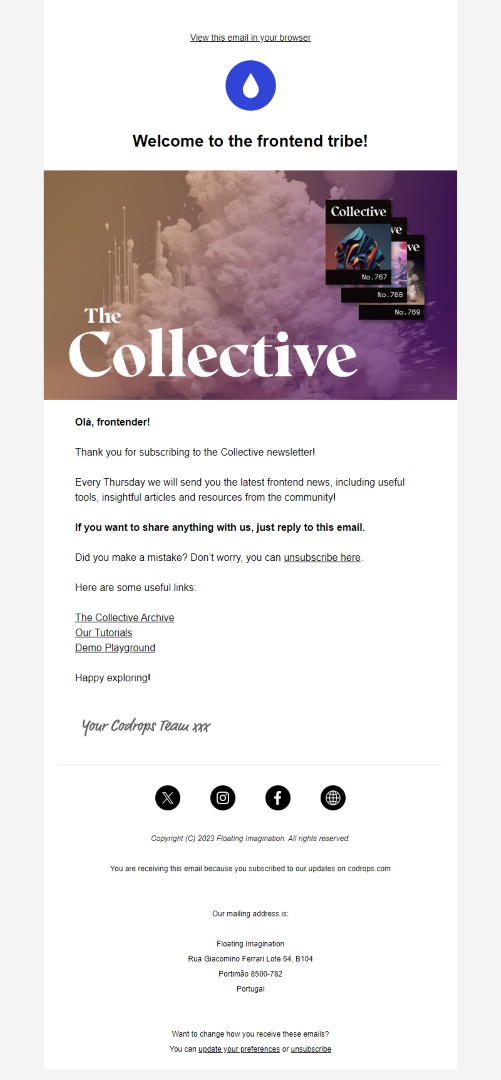 View this email in your browser
Welcome to the frontend tribe!
Collective
No.767
ve
No.768
ve
No.769
The
Collective
Olá, frontender!
Thank you for subscribing to the Collective newsletter!
Every Thursday we will send you the latest frontend news, including useful
tools, insightful articles and resources from the community!
If you want to share anything with us, just reply to this email.
Did you make a mistake? Don't worry, you can unsubscribe here.
Here are some useful links:
The Collective Archive
Our Tutorials
Demo Playground
Happy exploring!
Your Codrops Team xxx
Copyright (C) 2023 Floating Imagination. All rights reserved.
You are receiving this email because you subscribed to our updates on codrops.com
Our mailing address is:
Floating Imagination
Rua Giacomino Ferrari Lote 64, B104
Portimão 8500-782
Portugal
Want to change how you receive these emails?
You can update your preferences or unsubscribe